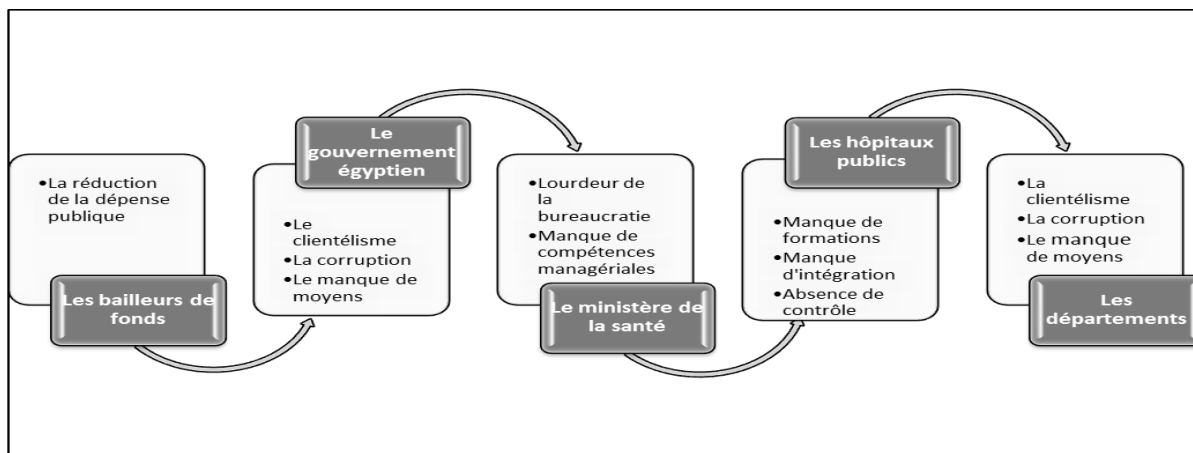 •La réduction
de la dépense
publique
Les bailleurs de
fonds
Le
gouvernement
égyptien
•Le
clientélisme
•La corruption
•Le manque de
moyens
•Lourdeur de
la
bureaucratie
•Manque de
compétences
managériales
Le ministère de
la santé
Les hôpitaux
publics
•Manque de
formations
•Manque
d'intégration
•Absence de
contrôle
•La
clientélisme
•La corruption
•Le manque
de moyens
Les
départements